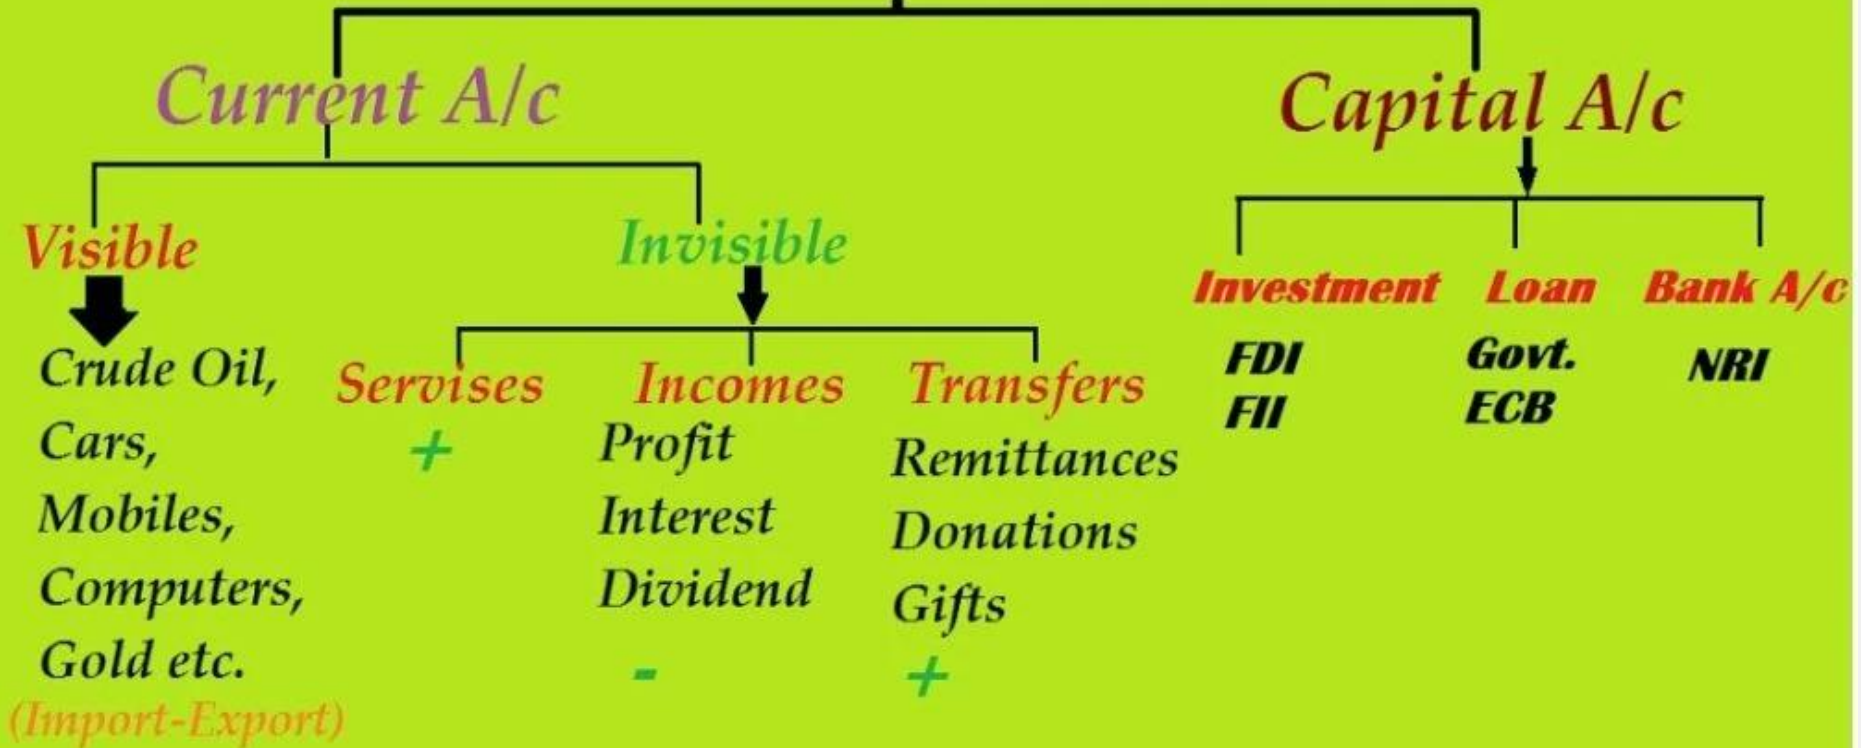 Current A/c
Capital A/c
Visible
Invisible
Crude Oil,
Cars,
Mobiles,
Computers,
Gold etc.
(Import-Export)
Servises
+
Incomes
Profit
Interest
Dividend
-
Transfers
Remittances
Donations
Gifts
+
Investment
FDI
FII
Loan
Govt.
ECB
Bank A/c
NRI